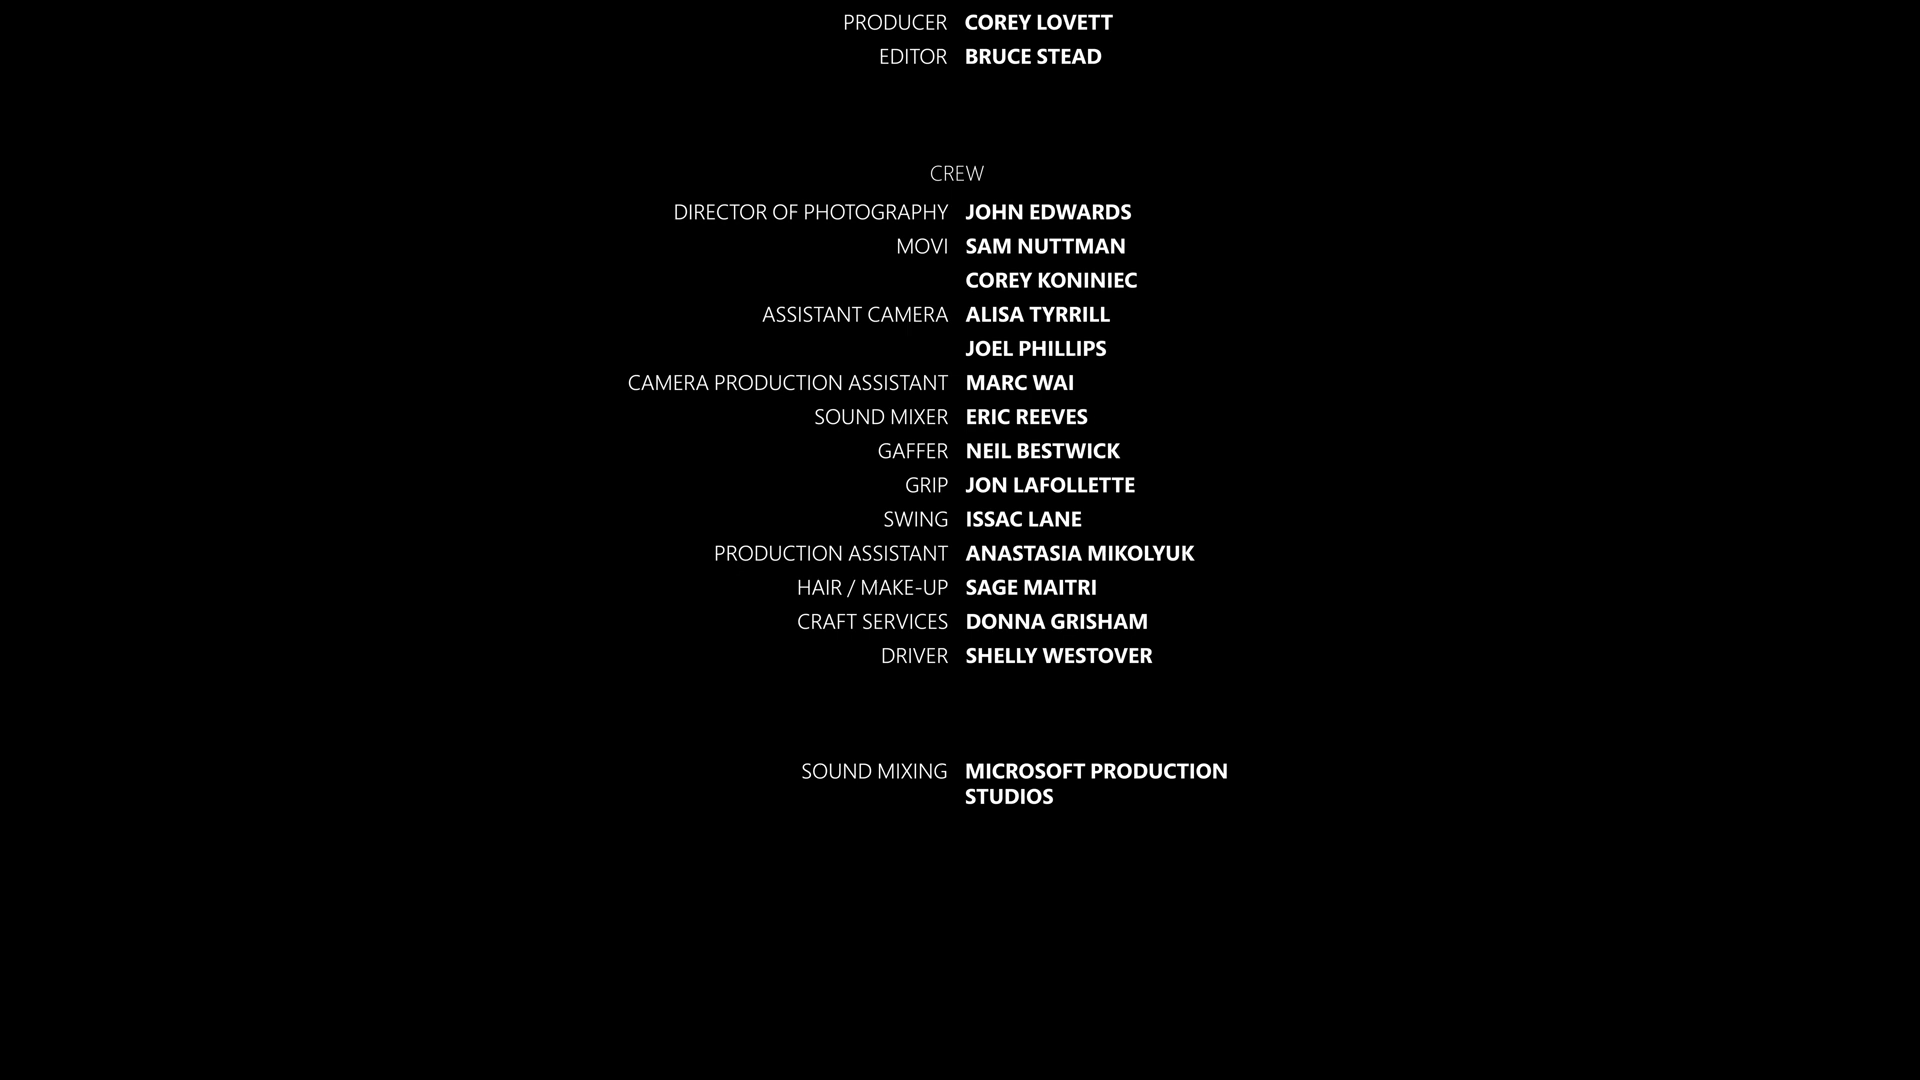 PRODUCER COREY LOVETT
EDITOR BRUCE STEAD
CREW
DIRECTOR OF PHOTOGRAPHY JOHN EDWARDS
MOVI SAM NUTTMAN
COREY KONINIEC
ASSISTANT CAMERA ALISA TYRRILL
JOEL PHILLIPS
CAMERA PRODUCTION ASSISTANT MARC WAI
SOUND MIXER ERIC REEVES
GAFFER NEIL BESTWICK
GRIP JON LAFOLLETTE
SWING ISSAC LANE
PRODUCTION ASSISTANT ANASTASIA MIKOLYUK
HAIR / MAKE-UP SAGE MAITRI
CRAFT SERVICES DONNA GRISHAM
DRIVER SHELLY WESTOVER
SOUND MIXING MICROSOFT PRODUCTION
STUDIOS